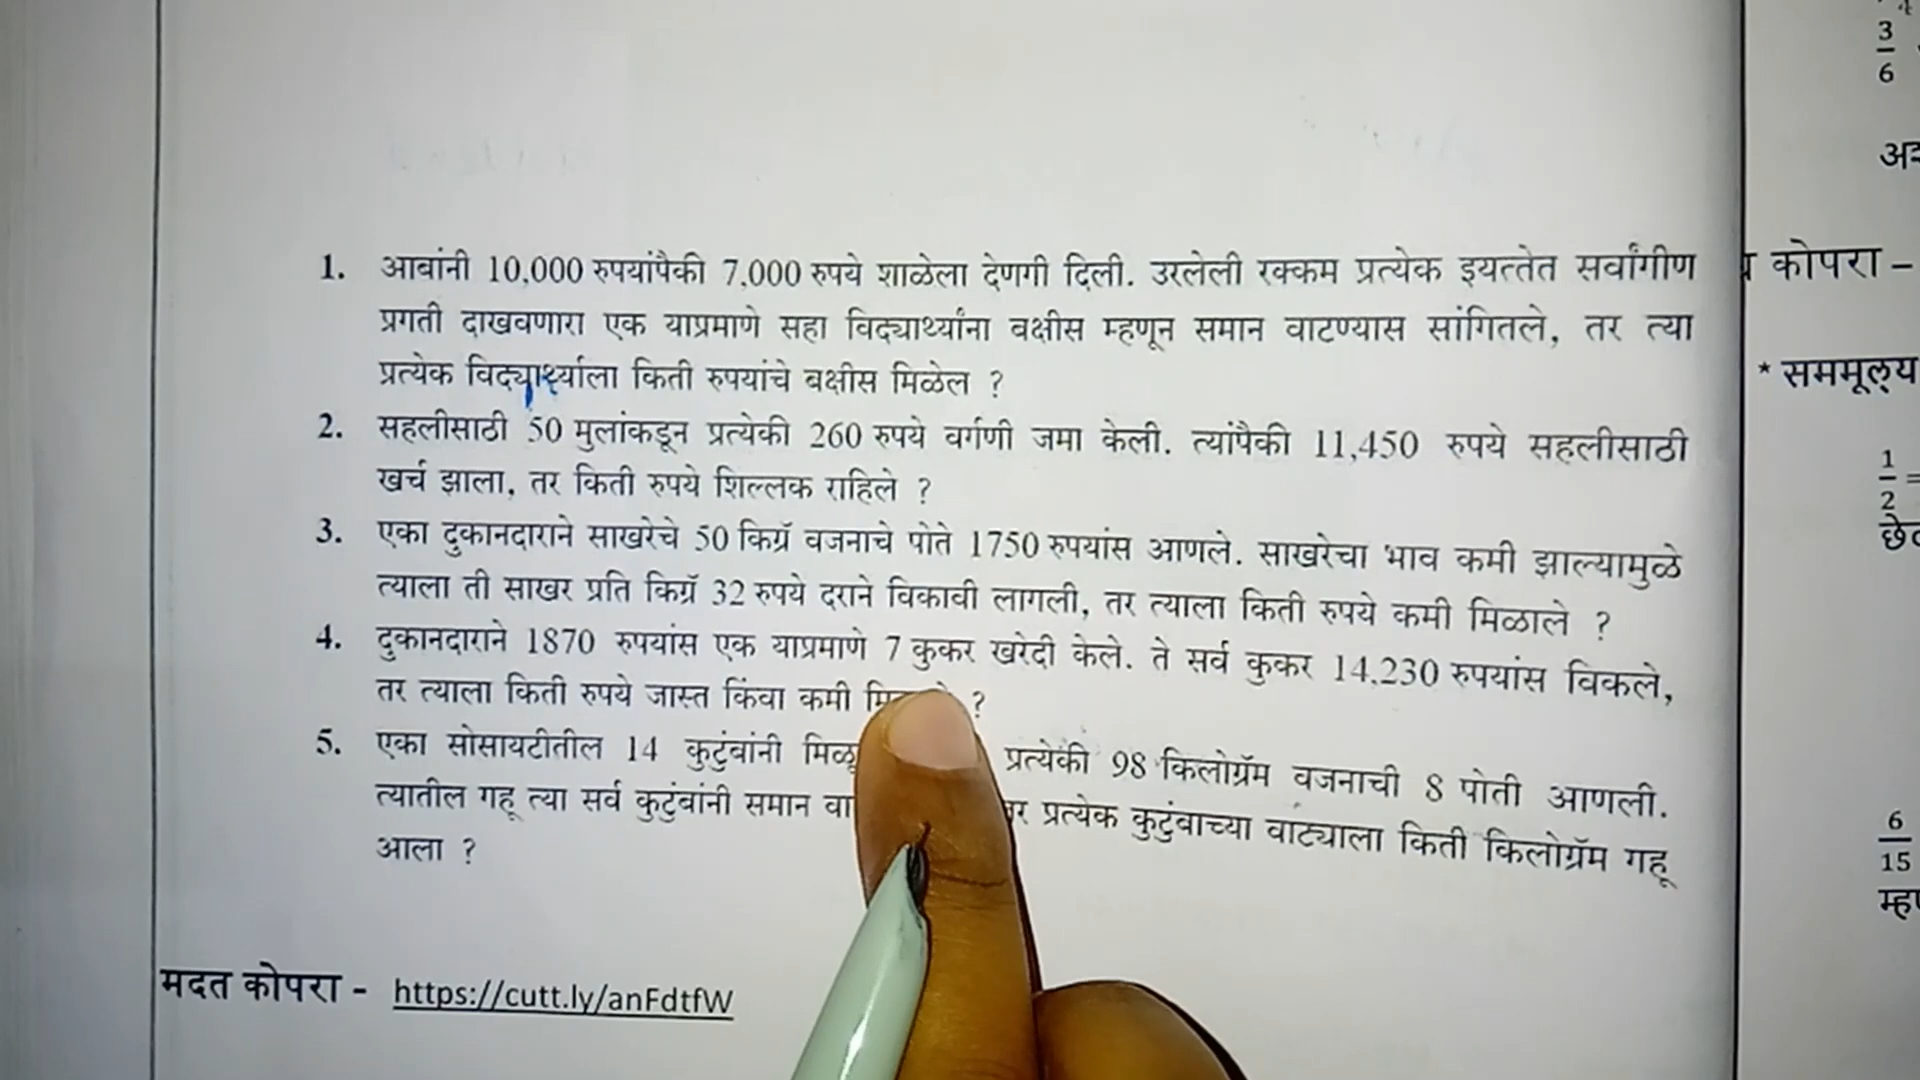 1. आबांनी 10,000 रुपयांपैकी 7,000 रुपये शाळेला देणगी दिली. उरलेली रक्कम प्रत्येक इयत्तेत सर्वांगीण
प्रगती दाखवणारा एक याप्रमाणे सहा विद्यार्थ्यांना बक्षीस म्हणून समान वाटण्यास सांगितले, तर त्या
प्रत्येक विद्यार्थ्याला किती रुपयांचे बक्षीस मिळेल ?
2. सहलीसाठी 50 मुलांकडून प्रत्येकी 260 रुपये वर्गणी जमा केली. त्यांपैकी 11,450 रुपये सहलीसाठी
खर्च झाला, तर किती रुपये शिल्लक राहिले ?
3. एका दुकानदाराने साखरेचे 50 किग्रॅ वजनाचे पोते 1750 रुपयांस आणले. साखरेचा भाव कमी झाल्यामुळे
त्याला ती साखर प्रति किग्रॅ 32 रुपये दराने विकावी लागली, तर त्याला किती रुपये कमी मिळाले ?
4. दुकानदाराने 1870 रुपयांस एक याप्रमाणे 7 कुकर खरेदी केले. ते सर्व कुकर 14,230 रुपयांस विकले,
तर त्याला किती रुपये जास्त किंवा कमी ?
5. एका सोसायटीतील 14 कुटुंबांनी प्रत्येकी 98 किलोग्रॅम वजनाची 8 पोती आणली.
त्यातील गहू त्या सर्व कुटुंबांनी समान प्रत्येक कुटुंबाच्या वाट्याला किती किलोग्रॅम गहू
आला ?
मदत कोपरा - https://cutt.ly/anFdtfW
3
6
कोपरा –
* सममूल्य
1
2 =
6
15